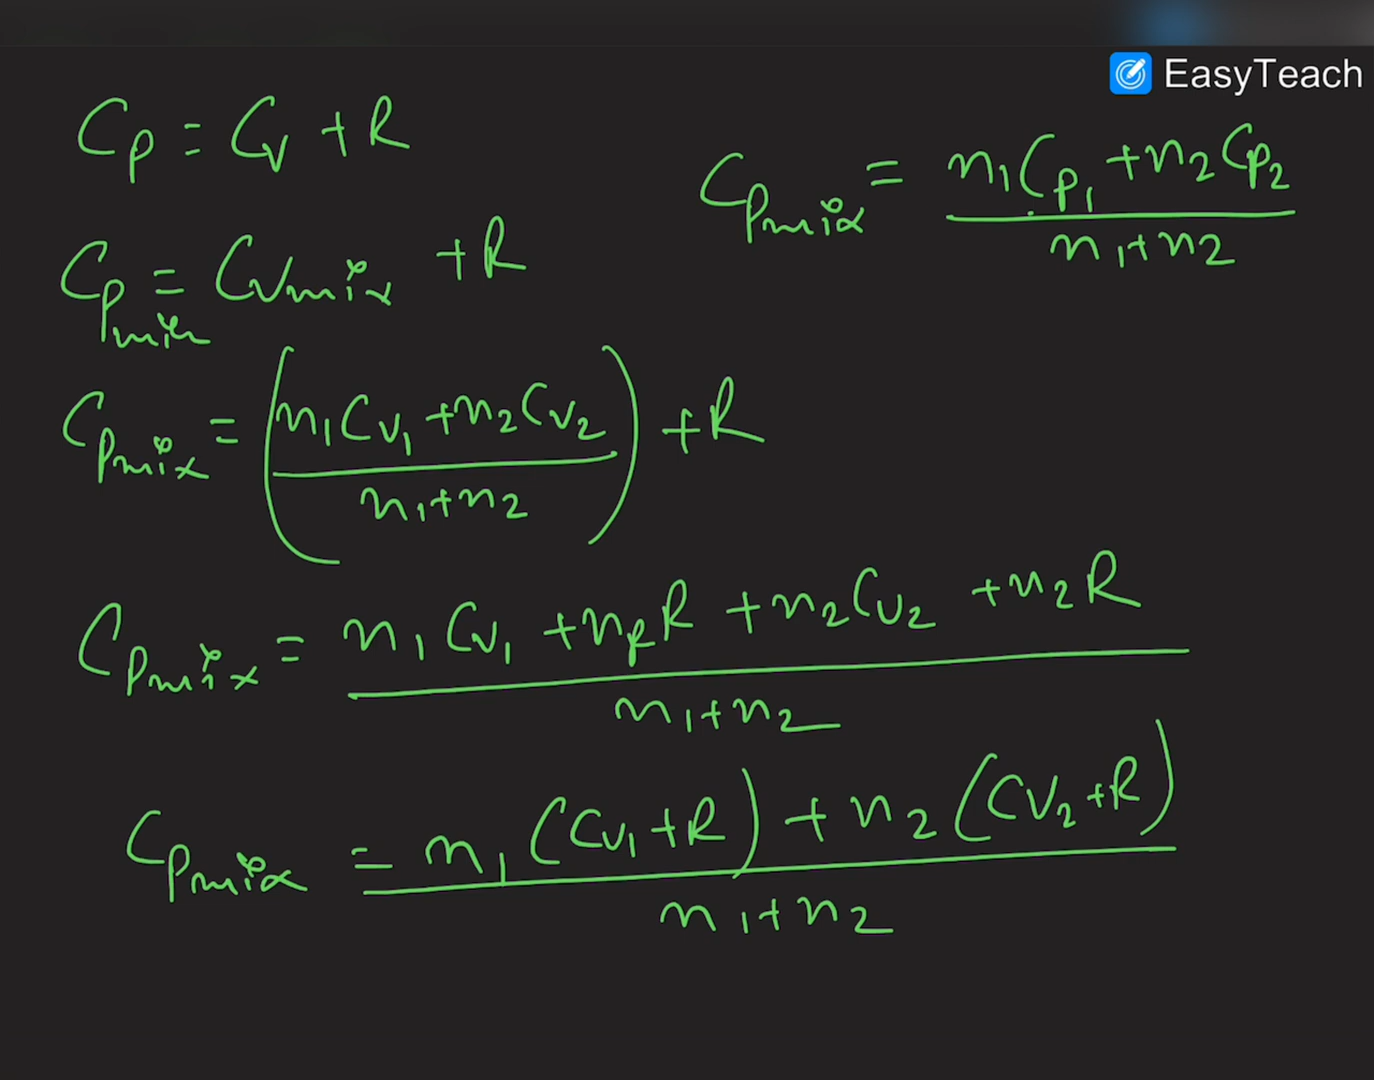 EasyTeach
Cp = Cv + R
Cpmix = Cvmix + R
Cpmix = (n1Cv1 + n2Cv2 / n1+n2) + R
Cpmix = n1Cv1 + n1R + n2Cv2 + n2R / n1+n2
Cpmix = n1(Cv1+R) + n2(Cv2+R) / n1+n2
Cpmix = n1Cp1 + n2Cp2 / n1+n2